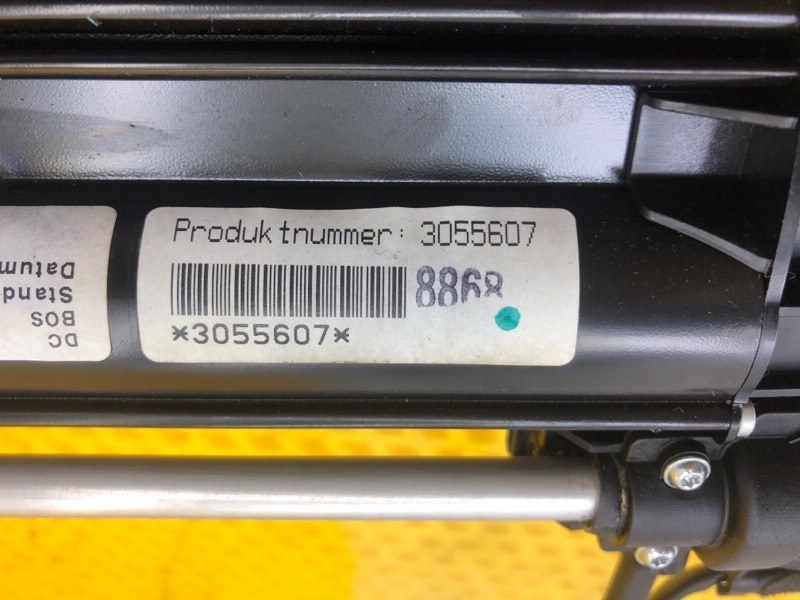 Produktnummer: 3055607
8868
*3055607*
DC
BOS
Stand
Datum